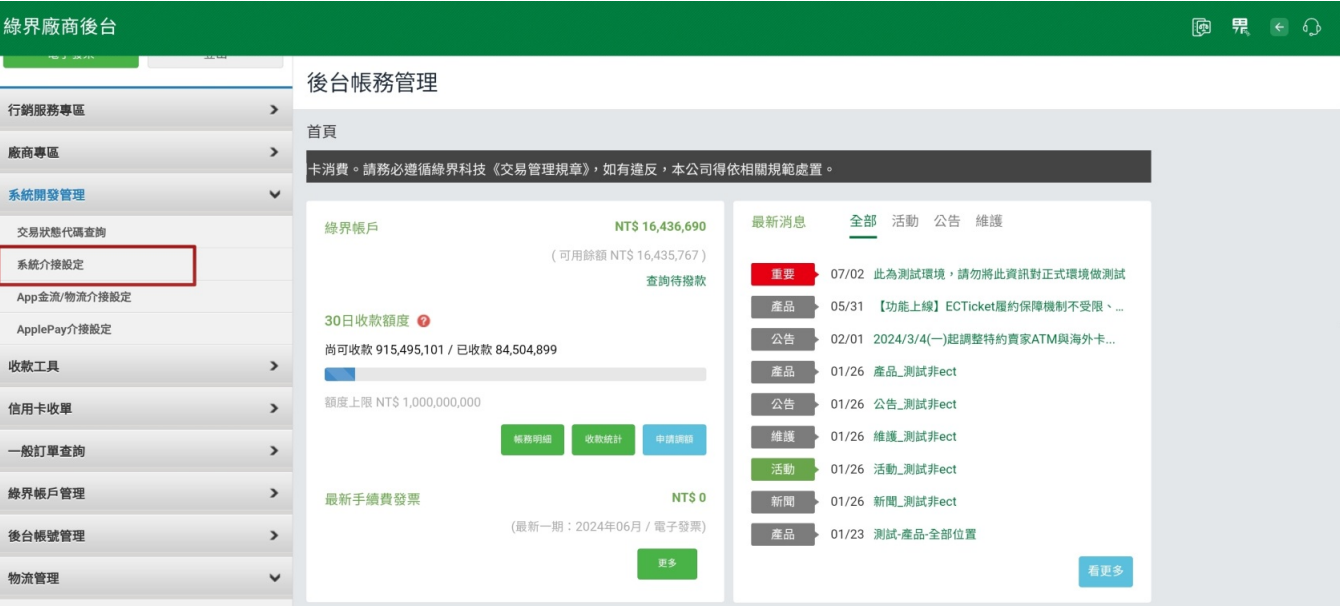 綠界廠商後台
後台帳務管理
行銷服務專區
廠商專區
系統開發管理
交易狀態代碼查詢
系統介接設定
App金流/物流介接設定
ApplePay介接設定
收款工具
信用卡收單
一般訂單查詢
綠界帳戶管理
後台帳號管理
物流管理
首頁
卡消費。請務必遵循綠界科技《交易管理規章》,如有違反,本公司得依相關規範處置。
綠界帳戶 NT$ 16,436,690
( 可用餘額 NT$ 16,435,767 )
查詢待撥款
30日收款額度 ?
尚可收款 915,495,101 / 已收款 84,504,899
額度上限 NT$ 1,000,000,000
帳務明細 收款統計 申請調額
最新手續費發票 NT$ 0
(最新一期:2024年06月 / 電子發票)
更多
最新消息 全部 活動 公告 維護
重要 07/02 此為測試環境,請勿將此資訊對正式環境做測試
產品 05/31 【功能上線】ECTicket履約保障機制不受限、...
公告 02/01 2024/3/4(一)起調整特約賣家ATM與海外卡...
產品 01/26 產品_測試非ect
公告 01/26 公告_測試非ect
維護 01/26 維護_測試非ect
活動 01/26 活動_測試非ect
新聞 01/26 新聞_測試非ect
產品 01/23 測試-產品-全部位置
看更多